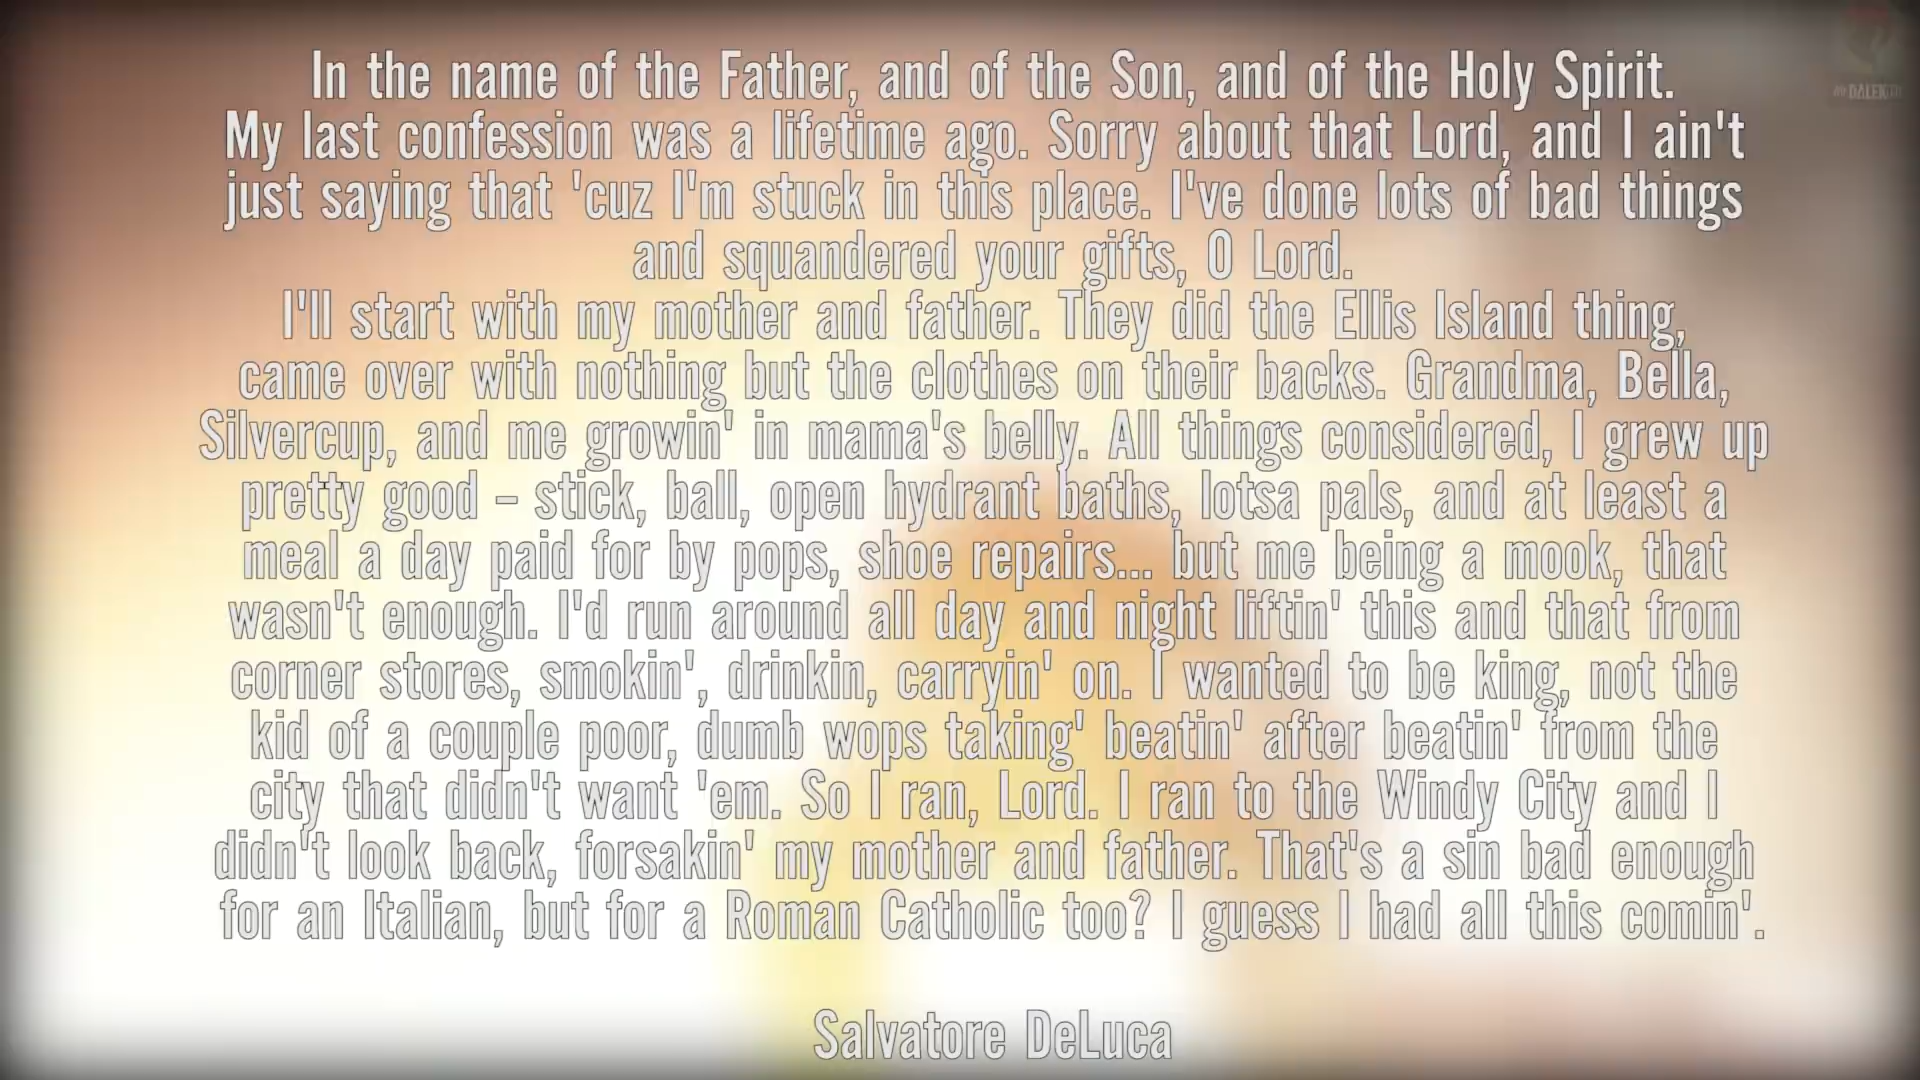 In the name of the Father, and of the Son, and of the Holy Spirit.
My last confession was a lifetime ago. Sorry about that Lord, and I ain't
just saying that 'cuz I'm stuck in this place. I've done lots of bad things
and squandered your gifts, O Lord.
I'll start with my mother and father. They did the Ellis Island thing,
came over with nothing but the clothes on their backs. Grandma, Bella,
Silvercup, and me growin' in mama's belly. All things considered, I grew up
pretty good – stick, ball, open hydrant baths, lotsa pals, and at least a
meal a day paid for by pops, shoe repairs... but me being a mook, that
wasn't enough. I'd run around all day and night liftin' this and that from
corner stores, smokin', drinkin, carryin' on. I wanted to be king, not the
kid of a couple poor, dumb wops taking' beatin' after beatin' from the
city that didn't want 'em. So I ran, Lord. I ran to the Windy City and I
didn't look back, forsakin' my mother and father. That's a sin bad enough
for an Italian, but for a Roman Catholic too? I guess I had all this comin'.
Salvatore DeLuca